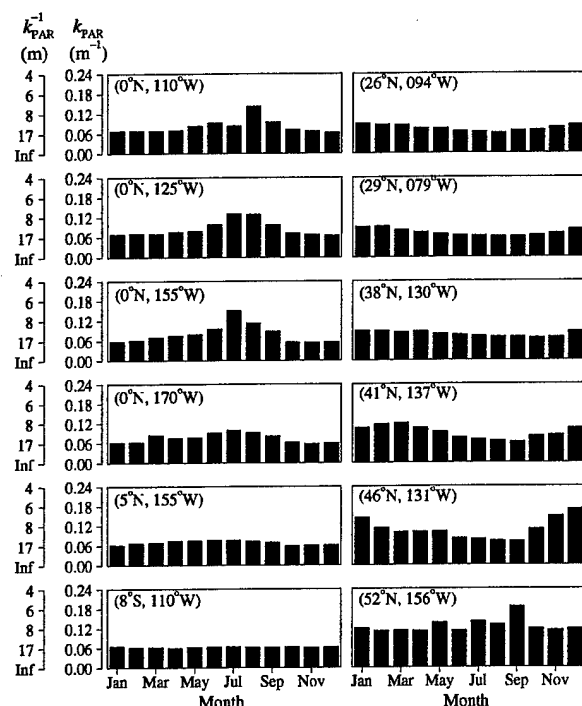 k⁻¹PAR kPAR
(m) (m⁻¹)
4 0.24 (0°N, 110°W) (26°N, 094°W)
6 0.18
8 0.12
17 0.06
Inf 0.00
4 0.24 (0°N, 125°W) (29°N, 079°W)
6 0.18
8 0.12
17 0.06
Inf 0.00
4 0.24 (0°N, 155°W) (38°N, 130°W)
6 0.18
8 0.12
17 0.06
Inf 0.00
4 0.24 (0°N, 170°W) (41°N, 137°W)
6 0.18
8 0.12
17 0.06
Inf 0.00
4 0.24 (5°N, 155°W) (46°N, 131°W)
6 0.18
8 0.12
17 0.06
Inf 0.00
4 0.24 (8°S, 110°W) (52°N, 156°W)
6 0.18
8 0.12
17 0.06
Inf 0.00
Jan Mar May Jul Sep Nov Jan Mar May Jul Sep Nov
Month Month